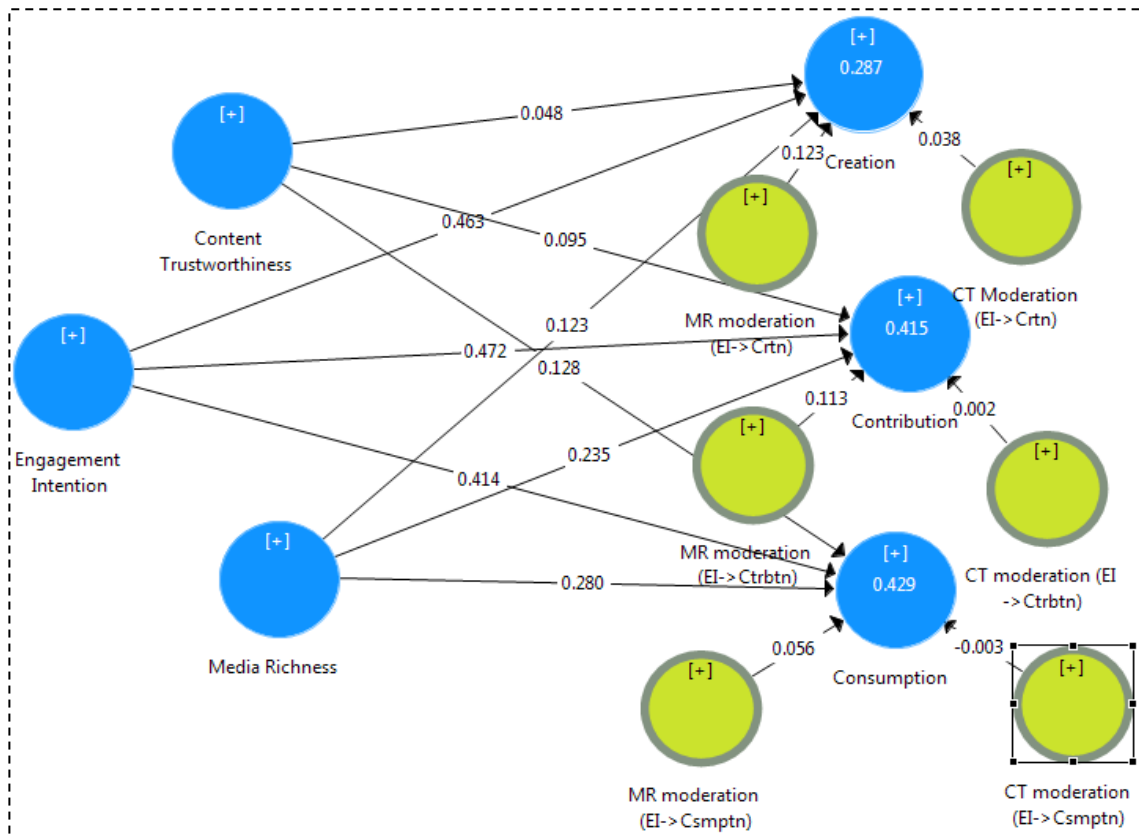 [+]
0.287
Creation
[+]
Content
Trustworthiness
0.048
0.463
0.123
0.038
[+]
[+]
CT Moderation
(EI->Crtn)
MR moderation
(EI->Crtn)
0.095
[+]
0.415
Contribution
[+]
Engagement
Intention
0.472
0.123
0.128
0.113
0.002
[+]
[+]
0.235
0.414
MR moderation
(EI->Ctrbtn)
CT moderation (EI
->Ctrbtn)
[+]
Media Richness
0.280
[+]
0.429
Consumption
0.056
-0.003
[+]
[+]
MR moderation
(EI->Csmptn)
CT moderation
(EI->Csmptn)